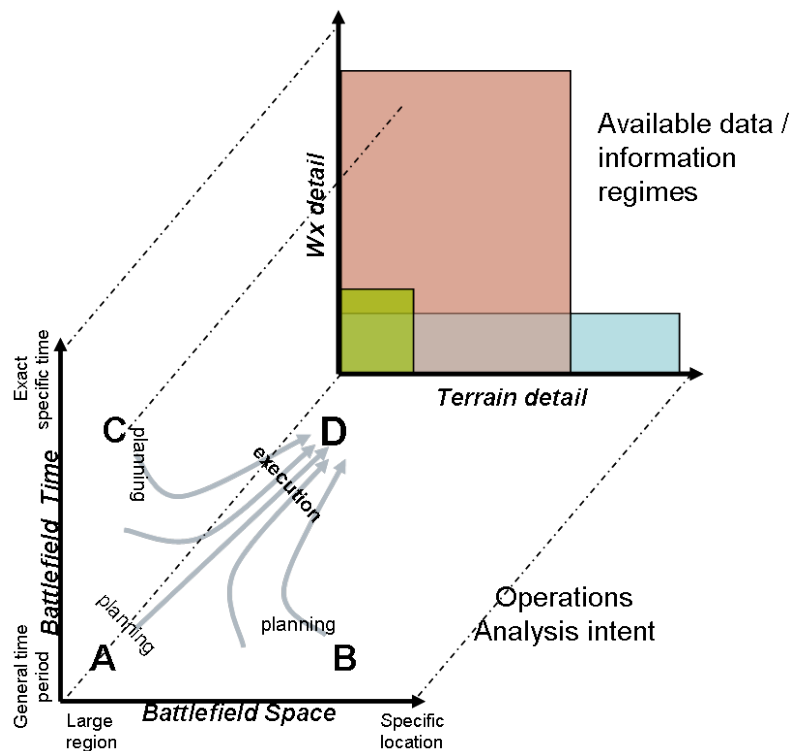 Available data /
information
regimes
Wx detail
Terrain detail
Exact
specific time
Battlefield Time
General time
period
C
planning
D
execution
planning
A
planning
B
Operations
Analysis intent
Large
region
Battlefield Space
Specific
location